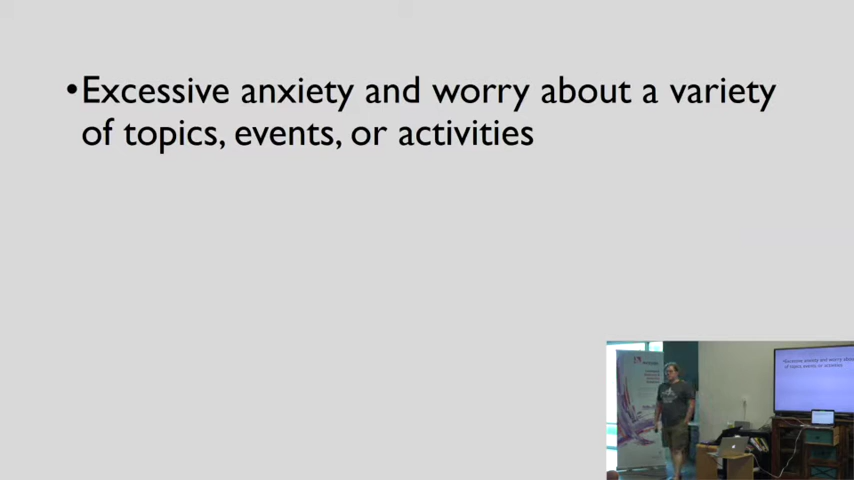 •Excessive anxiety and worry about a variety
of topics, events, or activities